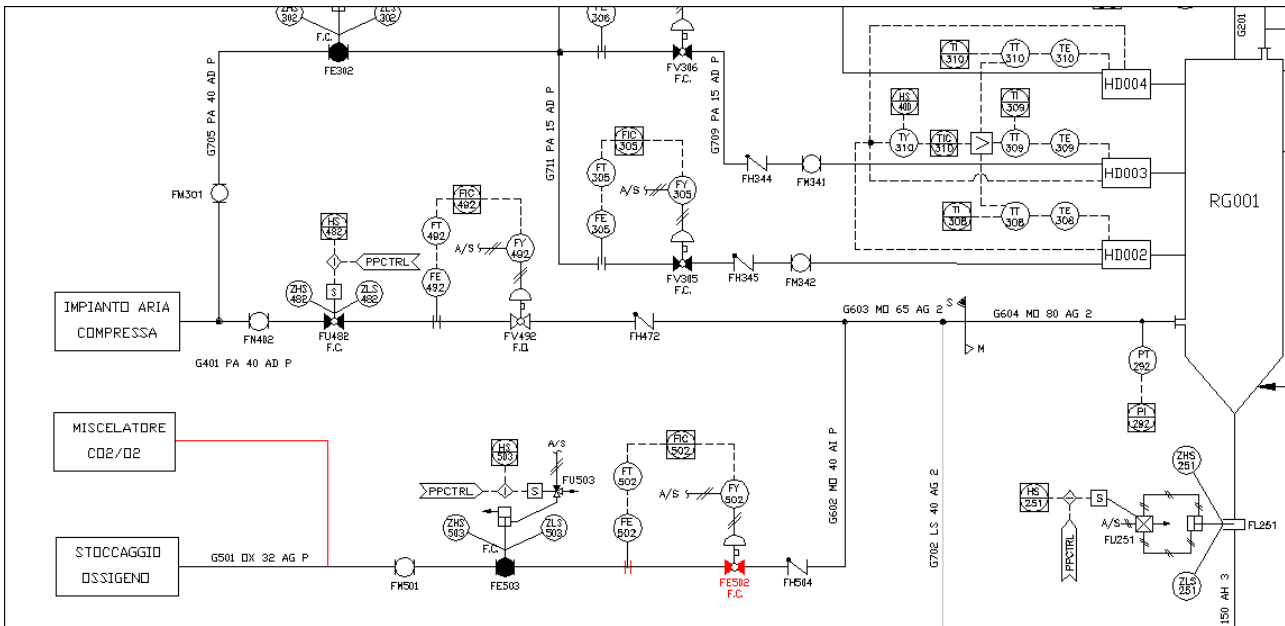 ZHS
302
ZLS
302
F.C.
FE302
FE
306
FV306
F.C.
G201
TI
310
TT
310
TE
310
HD004
HS
400
TI
309
TY
310
TIC
310
>
TT
309
TE
309
HD003
TI
308
TT
308
TE
308
HD002
RG001
G705 PA 40 AD P
G711 PA 15 AD P
G709 PA 15 AD P
FIC
305
FT
305
A/S
FY
305
FE
305
FV305
F.C.
FH344
FM341
FH345
FM342
FM301
HS
482
I
PPCTRL
S
ZHS
482
ZLS
482
FIC
492
FT
492
A/S
FY
492
FE
492
IMPIANTO ARIA
COMPRESSA
FM402
FU482
F.C.
FV492
F.O.
FH472
G401 PA 40 AD P
G603 MO 65 AG 2
S
M
G604 MO 80 AG 2
PT
292
PI
292
MISCELATORE
CO2/O2
HS
503
A/S
FU503
PPCTRL
I
S
ZHS
503
ZLS
503
F.C.
FIC
502
FT
502
A/S
FY
502
FE
502
G602 MO 40 AI P
G702 LS 40 AG 2
STOCCAGGIO
OSSIGENO
G501 OX 32 AG P
FM501
FE503
FE502
F.C.
FH504
ZHS
251
HS
251
S
A/S
FU251
PPCTRL
FL251
ZLS
251
150 AH 3